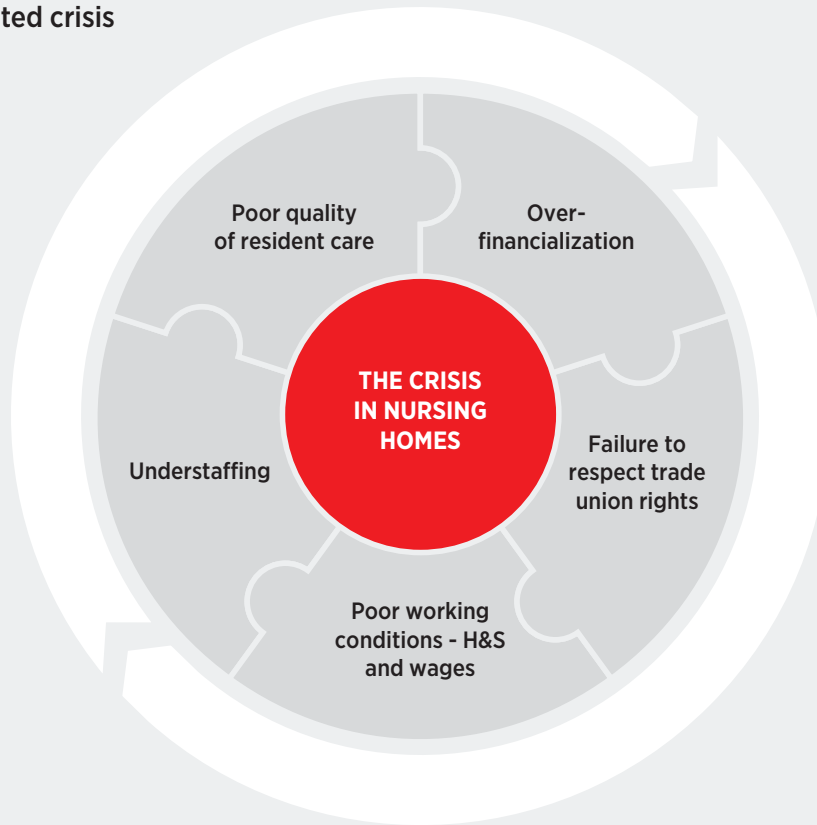 ted crisis
Poor quality
of resident care
Over-
financialization
THE CRISIS
IN NURSING
HOMES
Failure to
respect trade
union rights
Understaffing
Poor working
conditions - H&S
and wages